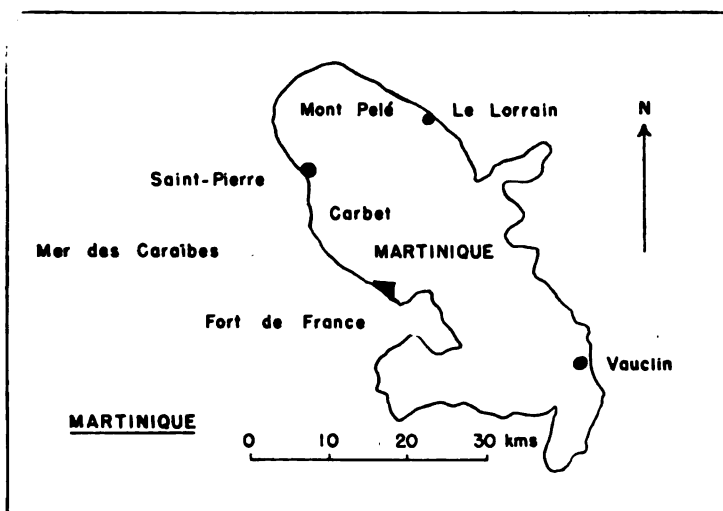 Mont Pelé
Le Lorrain
N
Saint-Pierre
Carbet
Mer des Caraïbes
MARTINIQUE
Fort de France
Vauclin
MARTINIQUE
0 10 20 30 kms